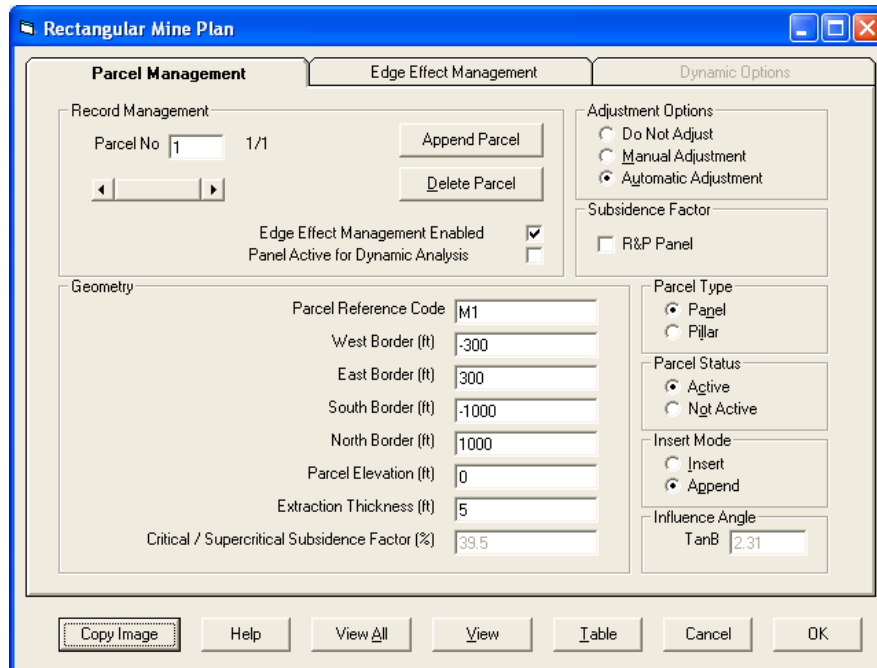 Rectangular Mine Plan
Parcel Management
Edge Effect Management
Dynamic Options
Record Management
Parcel No 1 1/1
Append Parcel
Delete Parcel
Edge Effect Management Enabled
Panel Active for Dynamic Analysis
Adjustment Options
Do Not Adjust
Manual Adjustment
Automatic Adjustment
Subsidence Factor
R&P Panel
Geometry
Parcel Reference Code M1
West Border (ft) -300
East Border (ft) 300
South Border (ft) -1000
North Border (ft) 1000
Parcel Elevation (ft) 0
Extraction Thickness (ft) 5
Critical / Supercritical Subsidence Factor (%) 39.5
Parcel Type
Panel
Pillar
Parcel Status
Active
Not Active
Insert Mode
Insert
Append
Influence Angle
TanB 2.31
Copy Image
Help
View All
View
Table
Cancel
OK